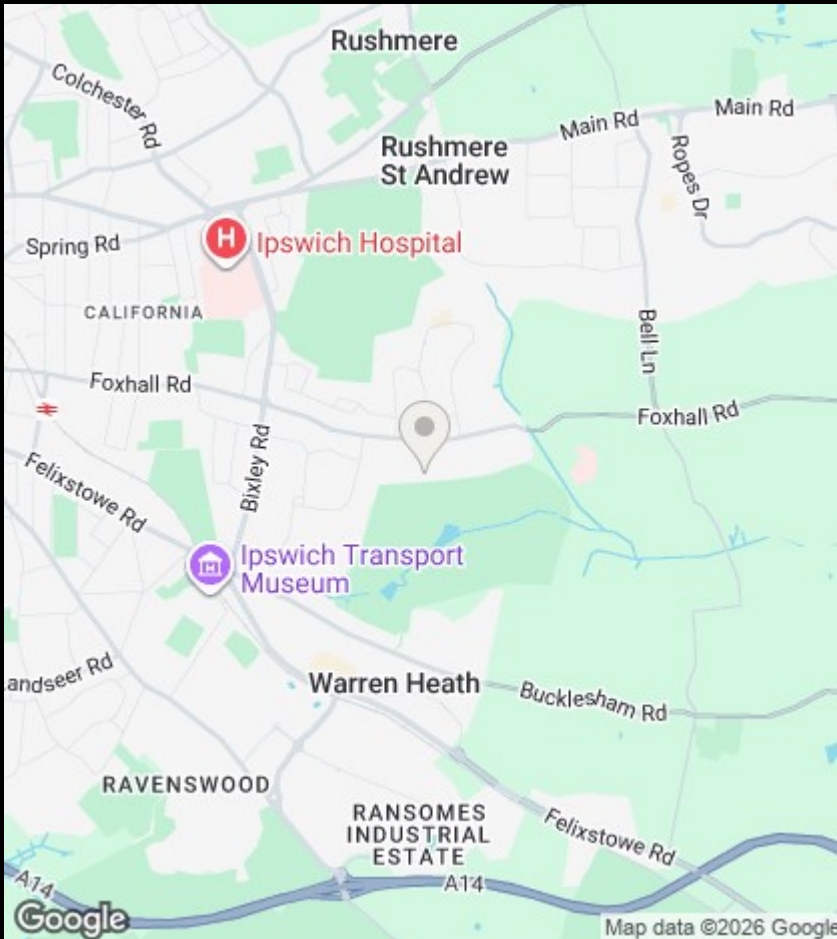 Rushmere
Colchester Rd
Main Rd
Main Rd
Rushmere
St Andrew
Ropes Dr
Spring Rd
H
Ipswich Hospital
CALIFORNIA
Bell Ln
Foxhall Rd
Foxhall Rd
Bixley Rd
Felixstowe Rd
Ipswich Transport
Museum
Landseer Rd
Warren Heath
Bucklesham Rd
RAVENSWOOD
RANSOMES
INDUSTRIAL
ESTATE
Felixstowe Rd
A14
A14
Google
Map data ©2026 Google